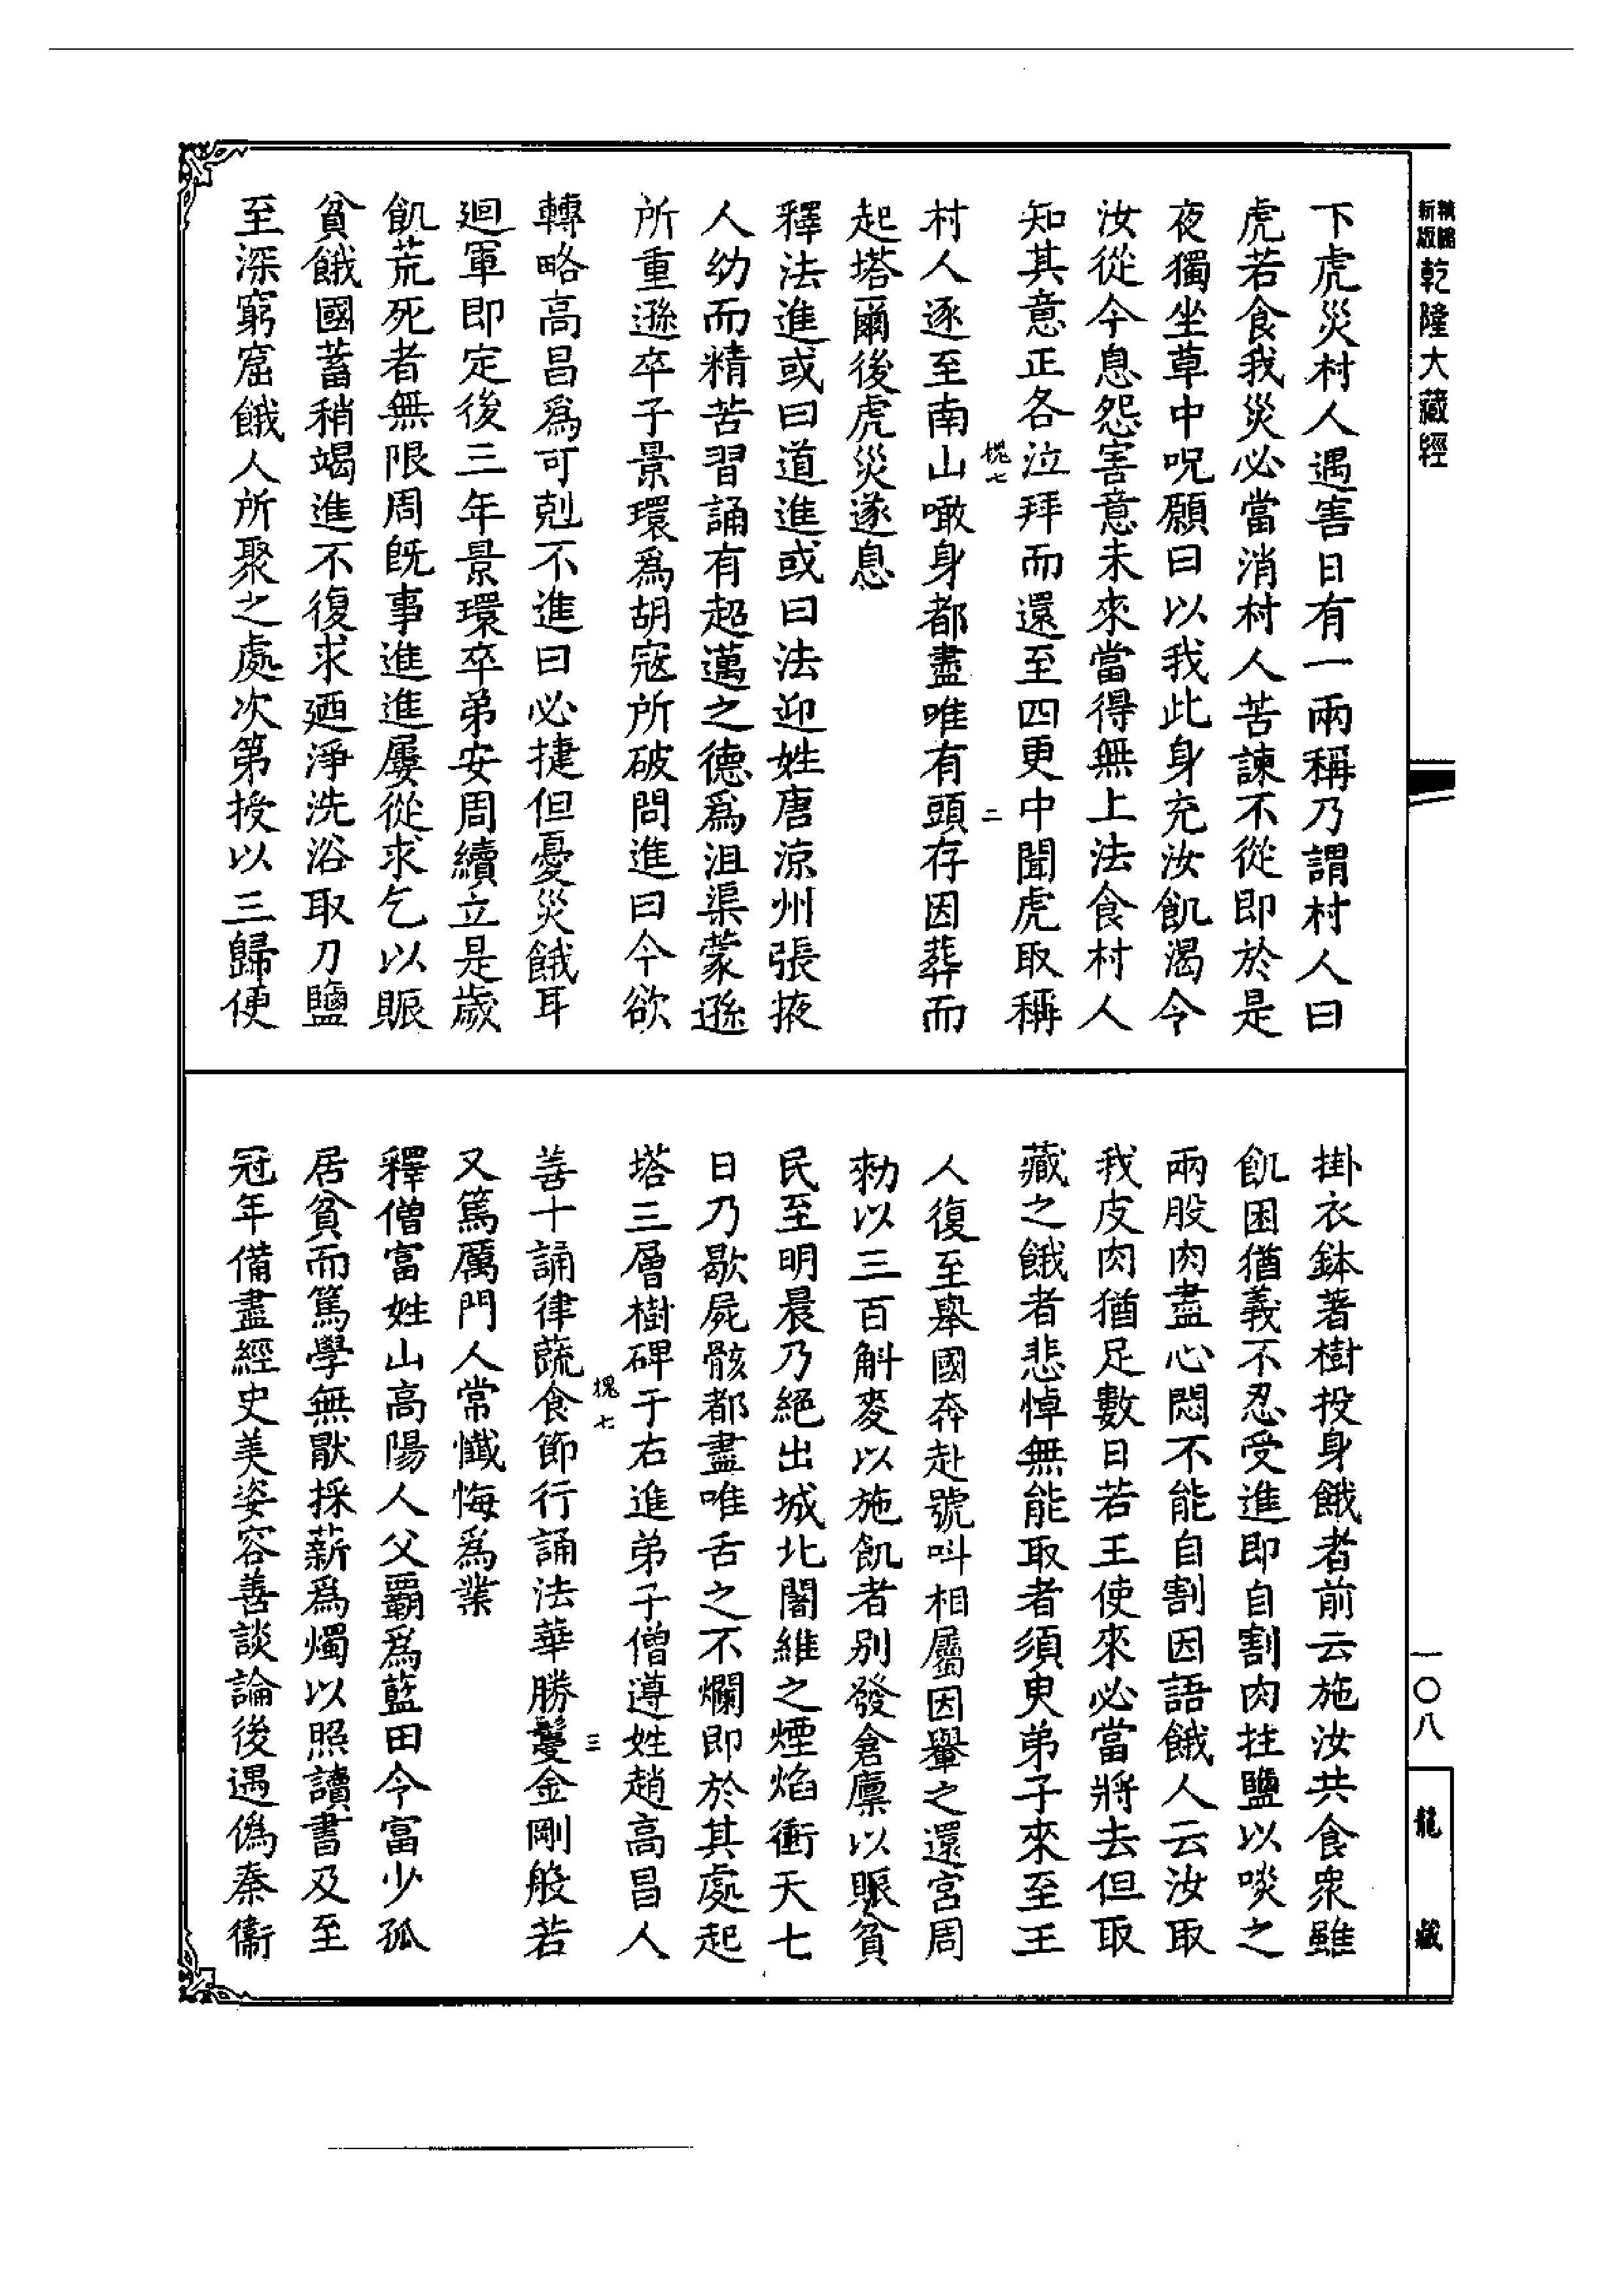 新編縮版乾隆大藏經
下虎災村人遇害日有一兩稱乃謂村人曰
虎若食我災必當消村人苦諫不從即於是
夜獨坐草中呪願曰以我此身充汝飢渴令
汝從今息怨害意未來當得無上法食村人
知其意正各泣拜而還至四更中聞虎取稱
槐七 二
村人逐至南山噉身都盡唯有頭存因葬而
起塔爾後虎災遂息
釋法進或曰道進或曰法迎姓唐涼州張掖
人幼而精苦習誦有超邁之德為沮渠蒙遜
所重遜卒子景環為胡寇所破問進曰今欲
轉略高昌為可剋不進曰必捷但憂災餓耳
迴軍即定後三年景環卒弟安周續立是歲
飢荒死者無限周旣事進進屢從求乞以賑
貧餓國蓄稍竭進不復求廼淨洗浴取刀鹽
至深窮窟餓人所聚之處次第授以三歸便
掛衣鉢著樹投身餓者前云施汝共食衆雖
飢困猶義不忍受進即自割肉拄鹽以啖之
兩股肉盡心悶不能自割因語餓人云汝取
我皮肉猶足數日若王使來必當將去但取
藏之餓者悲悼無能取者須臾弟子來至王
人復至舉國奔赴號叫相屬因轝之還宮周
勑以三百斛麥以施飢者別發倉廩以賑貧
民至明晨乃絕出城北闍維之煙焰衝天七
日乃歇屍骸都盡唯舌之不爛即於其處起
塔三層樹碑于右進弟子僧遵姓趙高昌人
槐七 三
善十誦律蔬食節行誦法華勝鬘金剛般若
又篤厲門人常懺悔為業
釋僧富姓山高陽人父霸為藍田令富少孤
居貧而篤學無猒採薪為燭以照讀書及至
冠年備盡經史美姿容善談論後遇偽秦衞
一〇八
龍藏